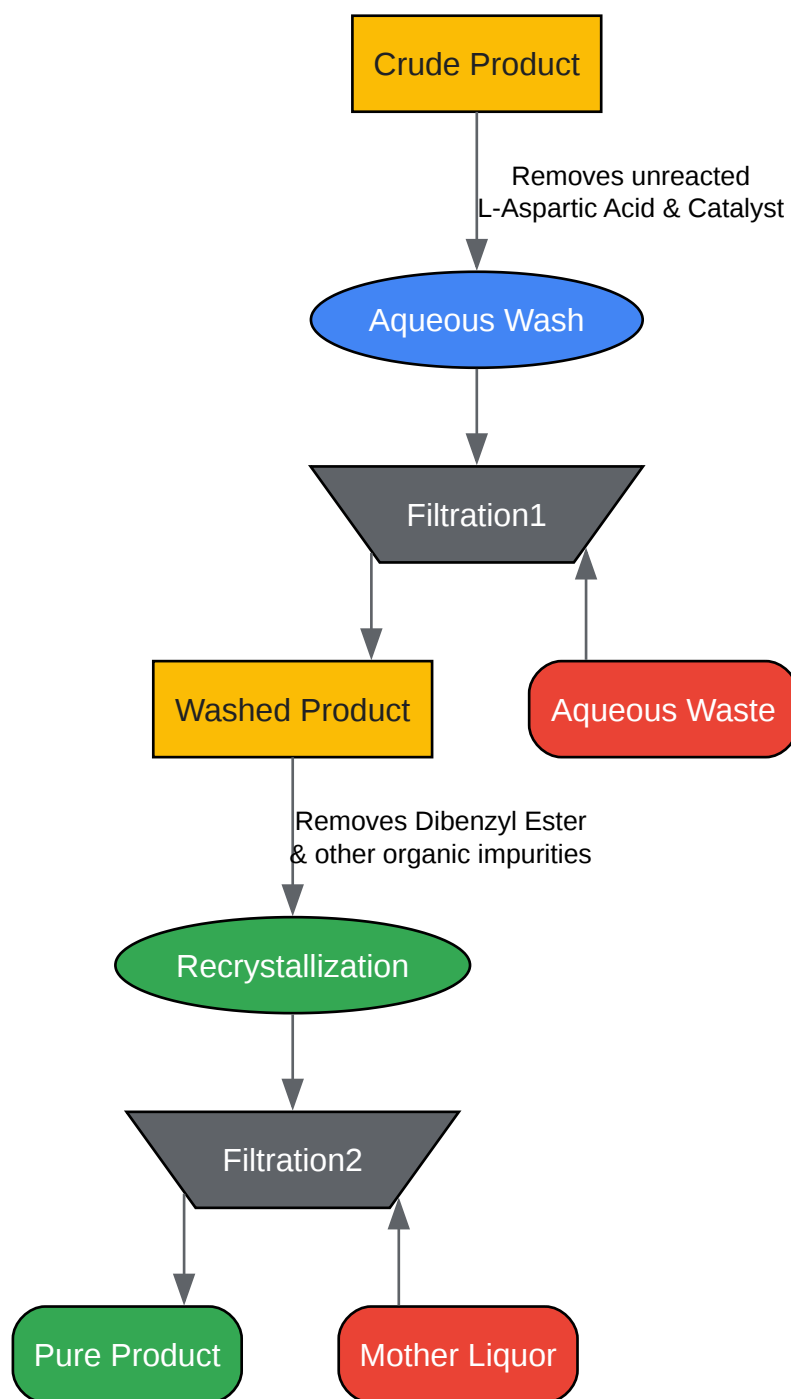 Crude Product
Removes unreacted
L-Aspartic Acid & Catalyst
Aqueous Wash
Filtration1
Washed Product
Aqueous Waste
Removes Dibenzyl Ester
& other organic impurities
Recrystallization
Filtration2
Pure Product
Mother Liquor